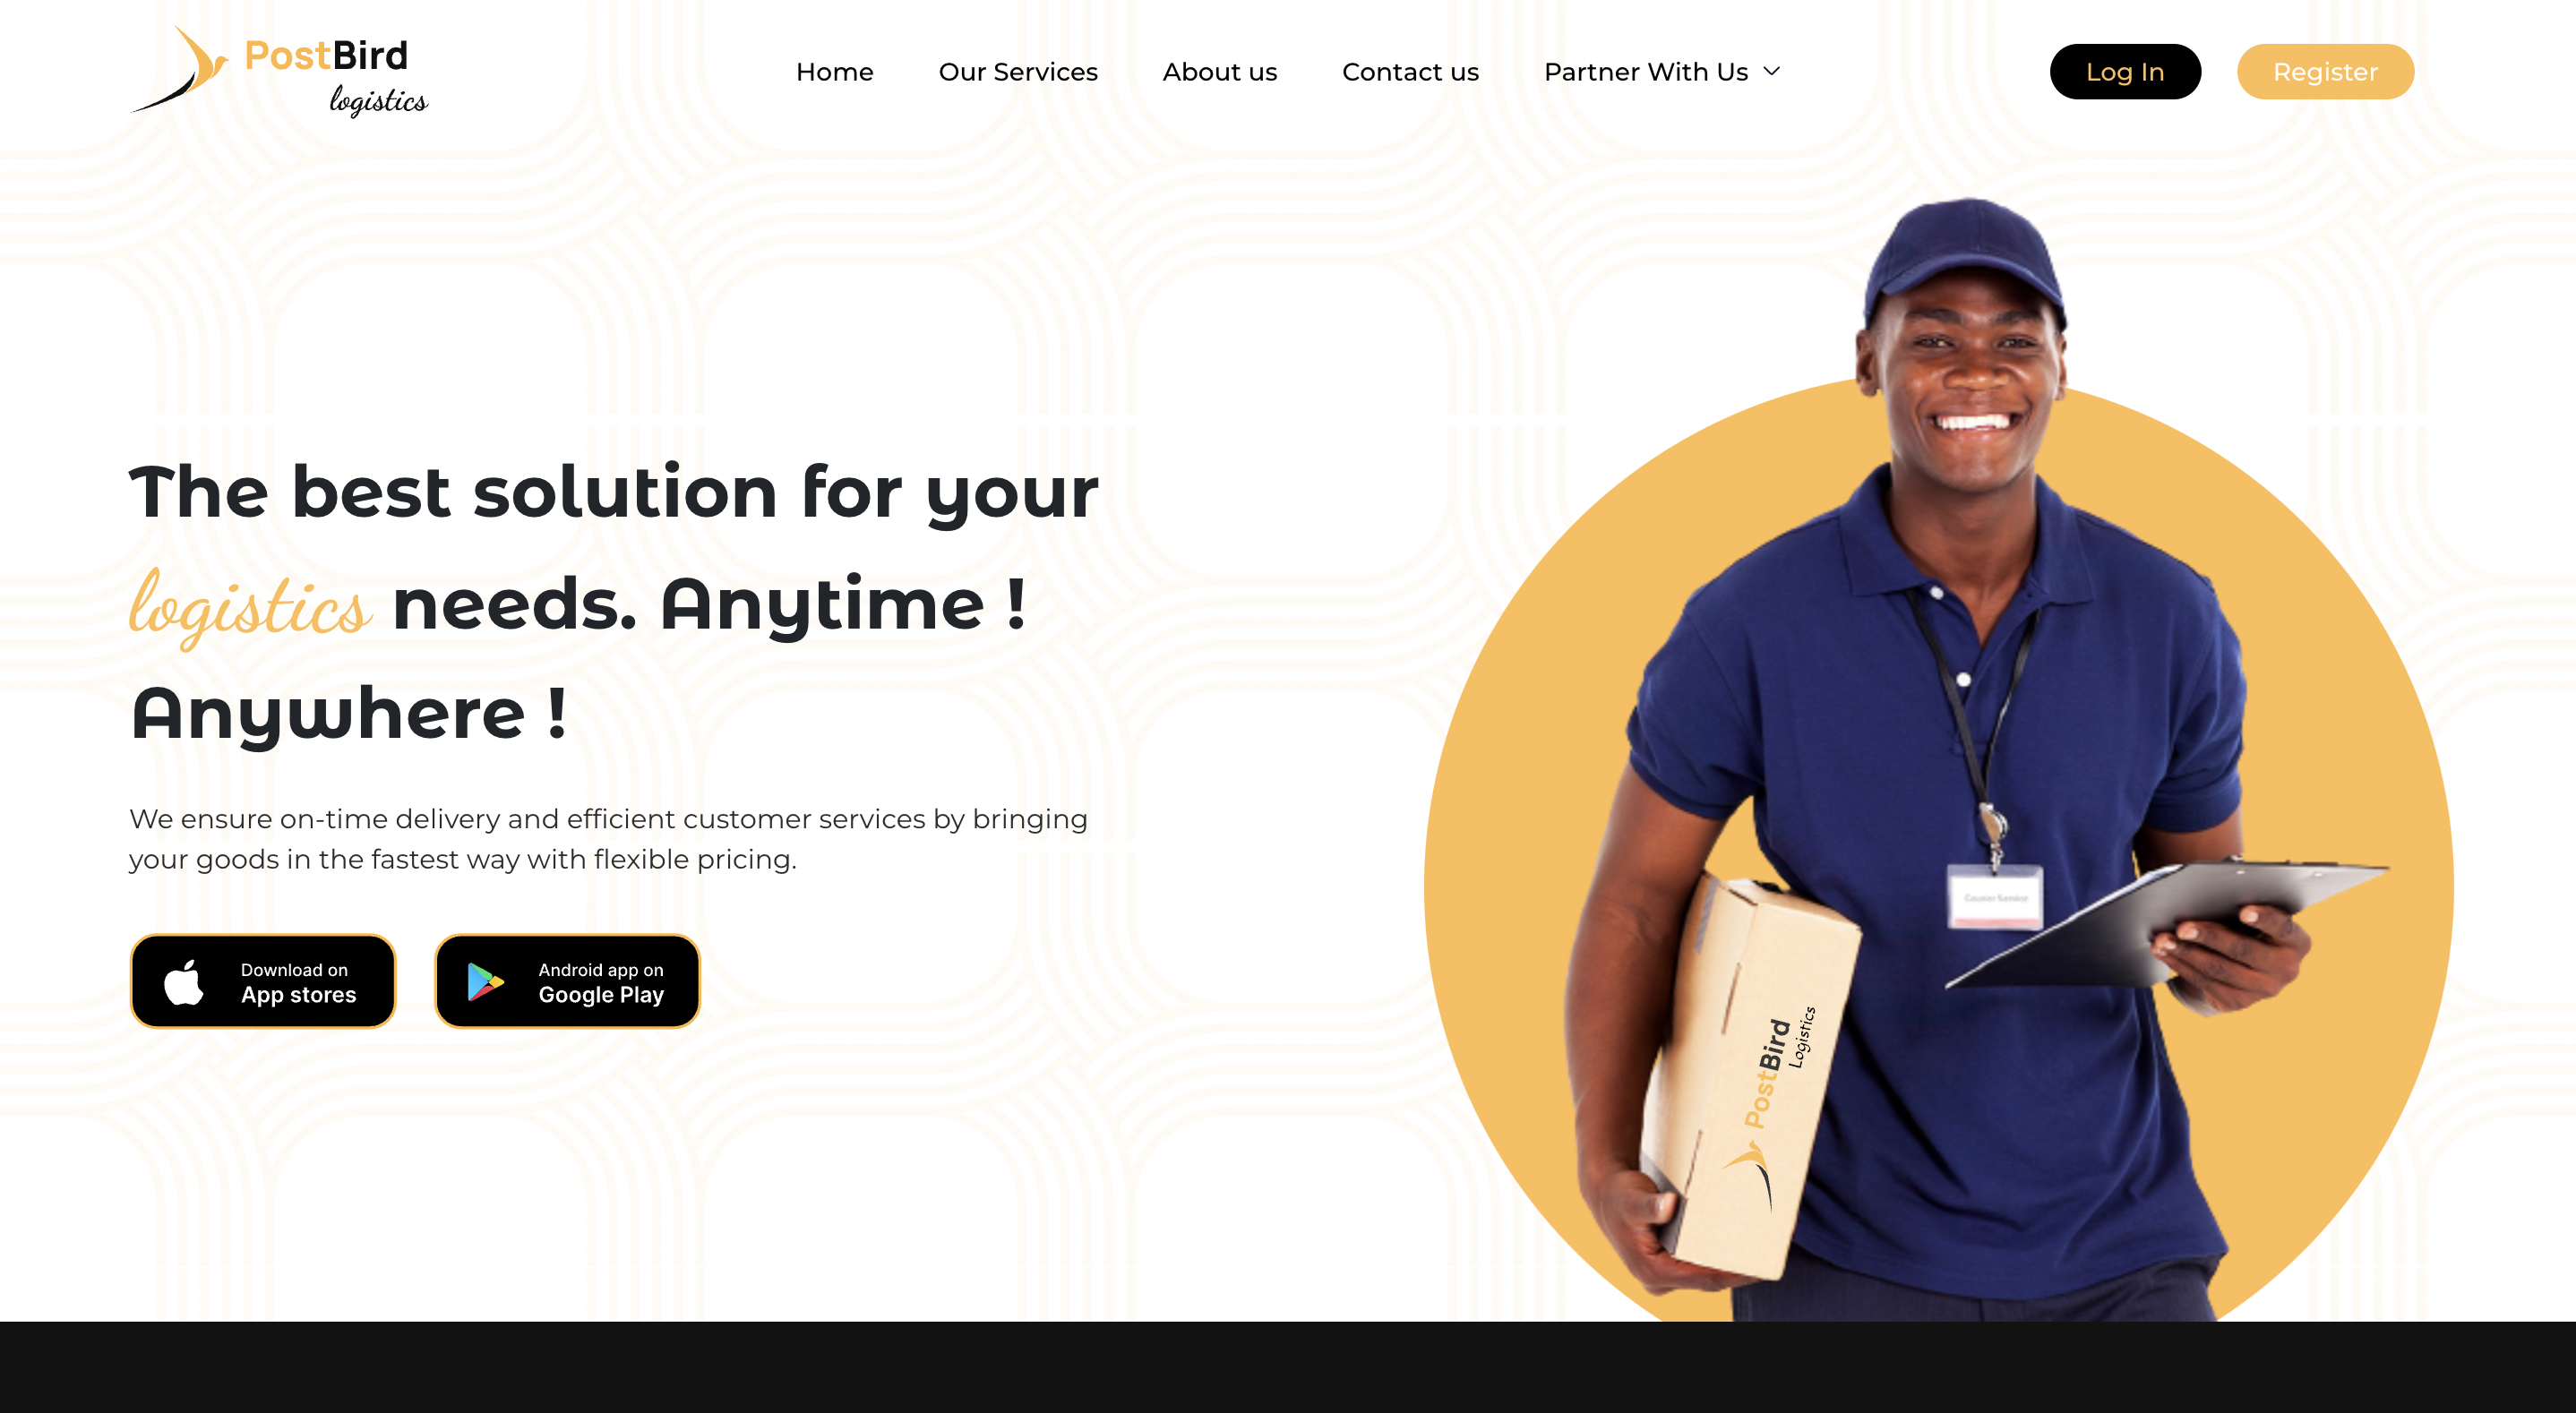 PostBird
logistics
Home
Our Services
About us
Contact us
Partner With Us
Log In
Register
The best solution for your
logistics needs. Anytime !
Anywhere !
We ensure on-time delivery and efficient customer services by bringing
your goods in the fastest way with flexible pricing.
Download on
App stores
Android app on
Google Play
Courier Service
PostBird
Logistics